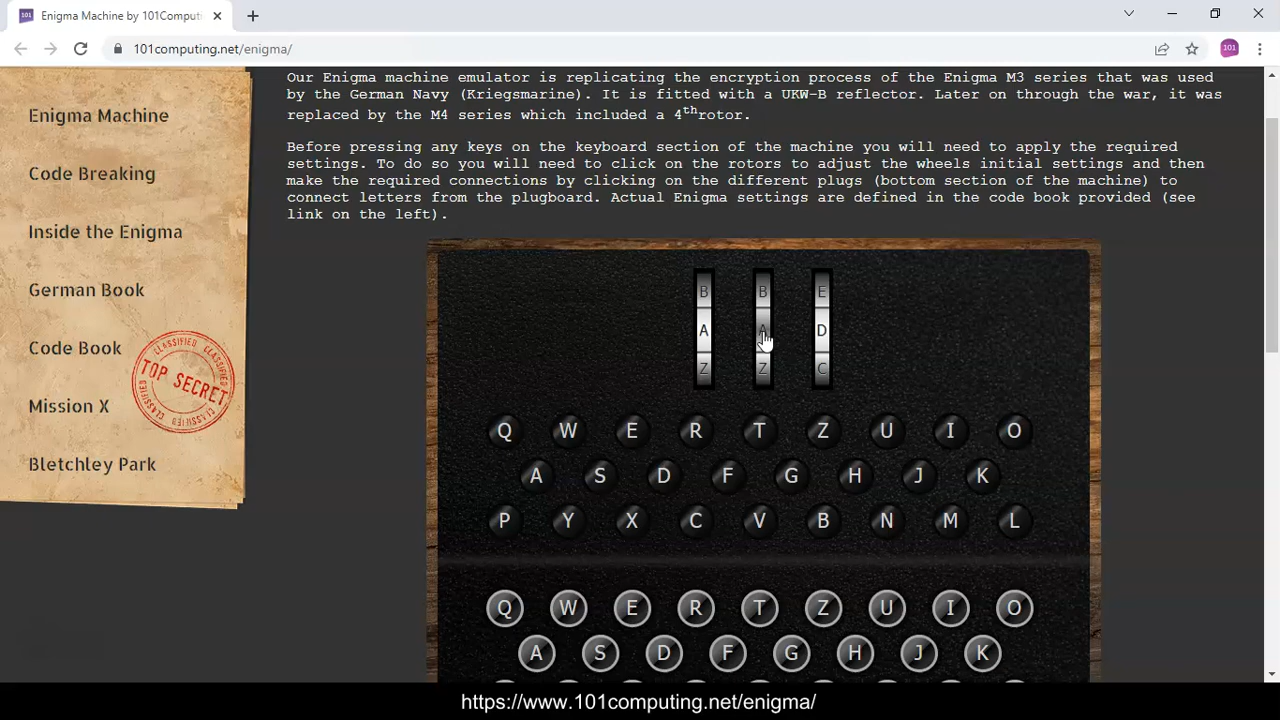 Enigma Machine by 101Comput
101computing.net/enigma/
101
Enigma Machine
Code Breaking
Inside the Enigma
German Book
Code Book
Mission X
Bletchley Park
CLASSIFIED CLASSIFIED
TOP SECRET
CLASSIFIED CLASSIFIED
Our Enigma machine emulator is replicating the encryption process of the Enigma M3 series that was used
by the German Navy (Kriegsmarine). It is fitted with a UKW-B reflector. Later on through the war, it was
replaced by the M4 series which included a 4th rotor.
Before pressing any keys on the keyboard section of the machine you will need to apply the required
settings. To do so you will need to click on the rotors to adjust the wheels initial settings and then
make the required connections by clicking on the different plugs (bottom section of the machine) to
connect letters from the plugboard. Actual Enigma settings are defined in the code book provided (see
link on the left).
B B E
A A D
Z Z C
Q W E R T Z U I O
A S D F G H J K
P Y X C V B N M L
Q W E R T Z U I O
A S D F G H J K
https://www.101computing.net/enigma/